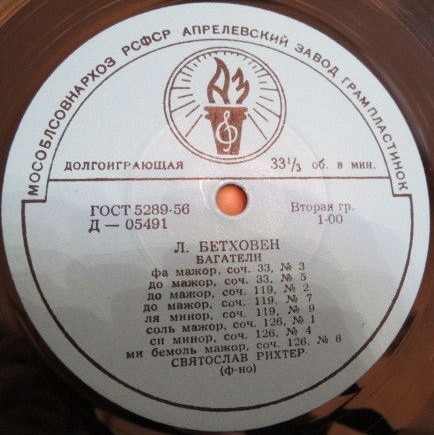 МОСОБЛСОВНАРХОЗ РСФСР АПРЕЛЕВСКИЙ ЗАВОД ГРАМПЛАСТИНОК
АЗ
ДОЛГОИГРАЮЩАЯ 33⅓ об. в мин.
ГОСТ 5289-56 Вторая гр.
Д — 05491 1-00
Л. БЕТХОВЕН
БАГАТЕЛИ
фа мажор, соч. 33, № 3
до мажор, соч. 33, № 5
до мажор, соч. 119, № 2
до мажор, соч. 119, № 7
ля минор, соч. 119, № 9
соль мажор, соч. 126, № 1
си минор, соч. 126, № 4
ми бемоль мажор, соч. 126, № 6
СВЯТОСЛАВ РИХТЕР
(ф-но)